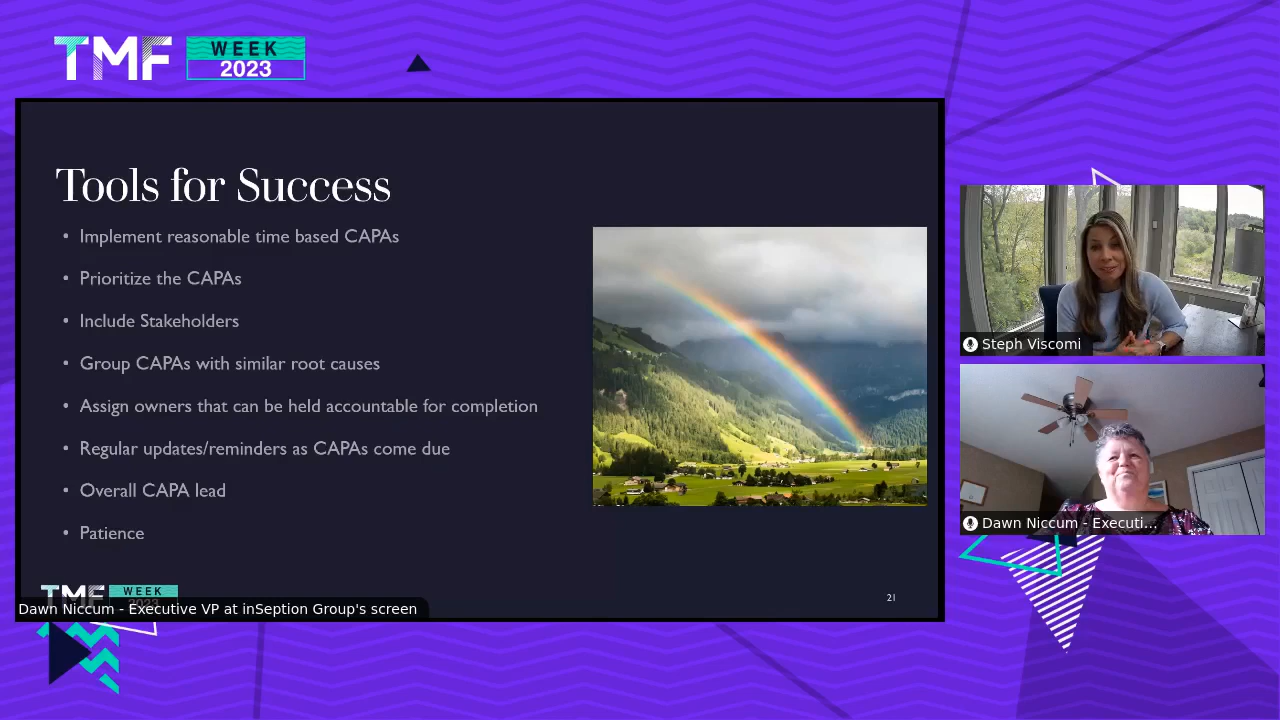 TMF WEEK
2023
Tools for Success
• Implement reasonable time based CAPAs
• Prioritize the CAPAs
• Include Stakeholders
• Group CAPAs with similar root causes
• Assign owners that can be held accountable for completion
• Regular updates/reminders as CAPAs come due
• Overall CAPA lead
• Patience
TMF WEEK
21
Dawn Niccum - Executive VP at inSeption Group's screen
Steph Viscomi
Dawn Niccum - Executi...